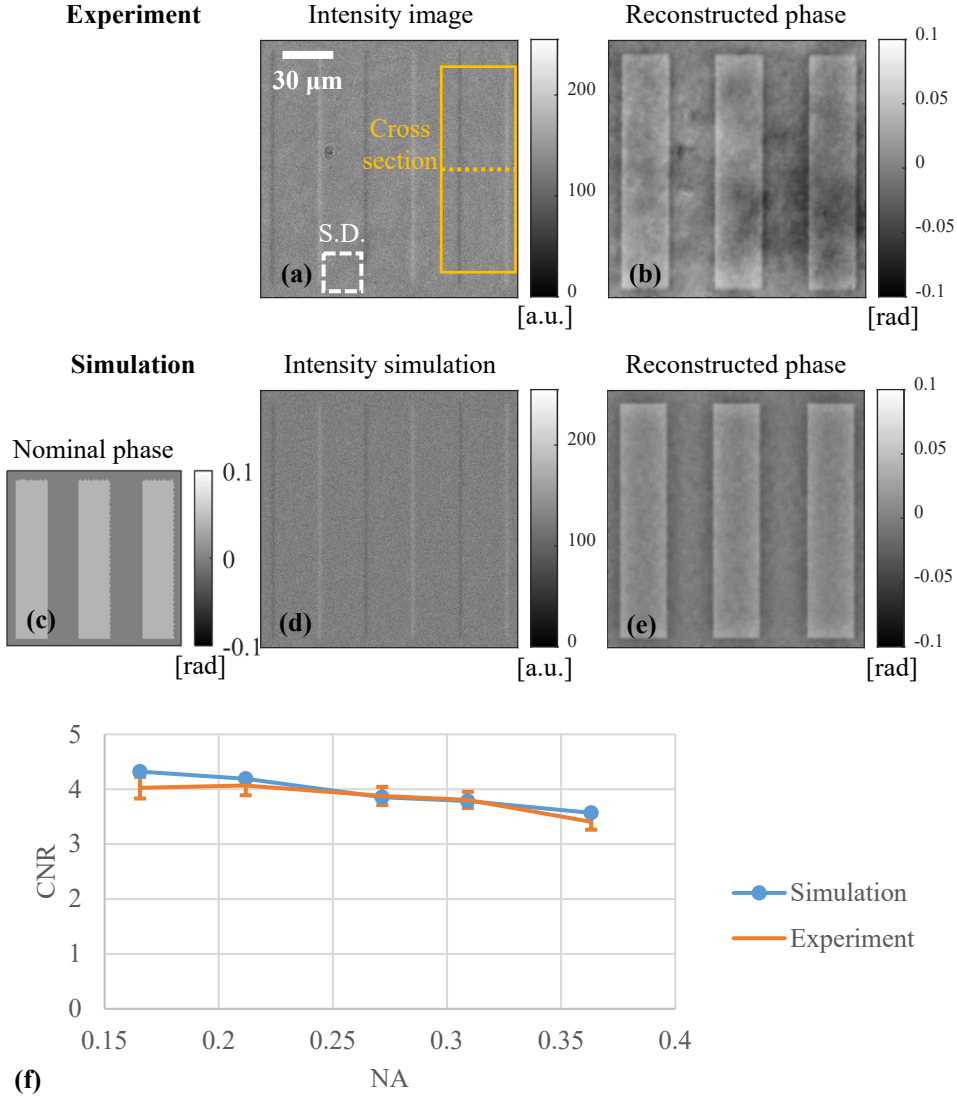 Experiment
Intensity image
Reconstructed phase
30 μm
Cross
section
S.D.
(a)
200
100
0
[a.u.]
(b)
0.1
0.05
0
-0.05
-0.1
[rad]
Simulation
Intensity simulation
Reconstructed phase
Nominal phase
(c)
0.1
0
-0.1
[rad]
(d)
200
100
0
[a.u.]
(e)
0.1
0.05
0
-0.05
-0.1
[rad]
5
4
3
2
1
0
CNR
0.15 0.2 0.25 0.3 0.35 0.4
NA
Simulation
Experiment
(f)